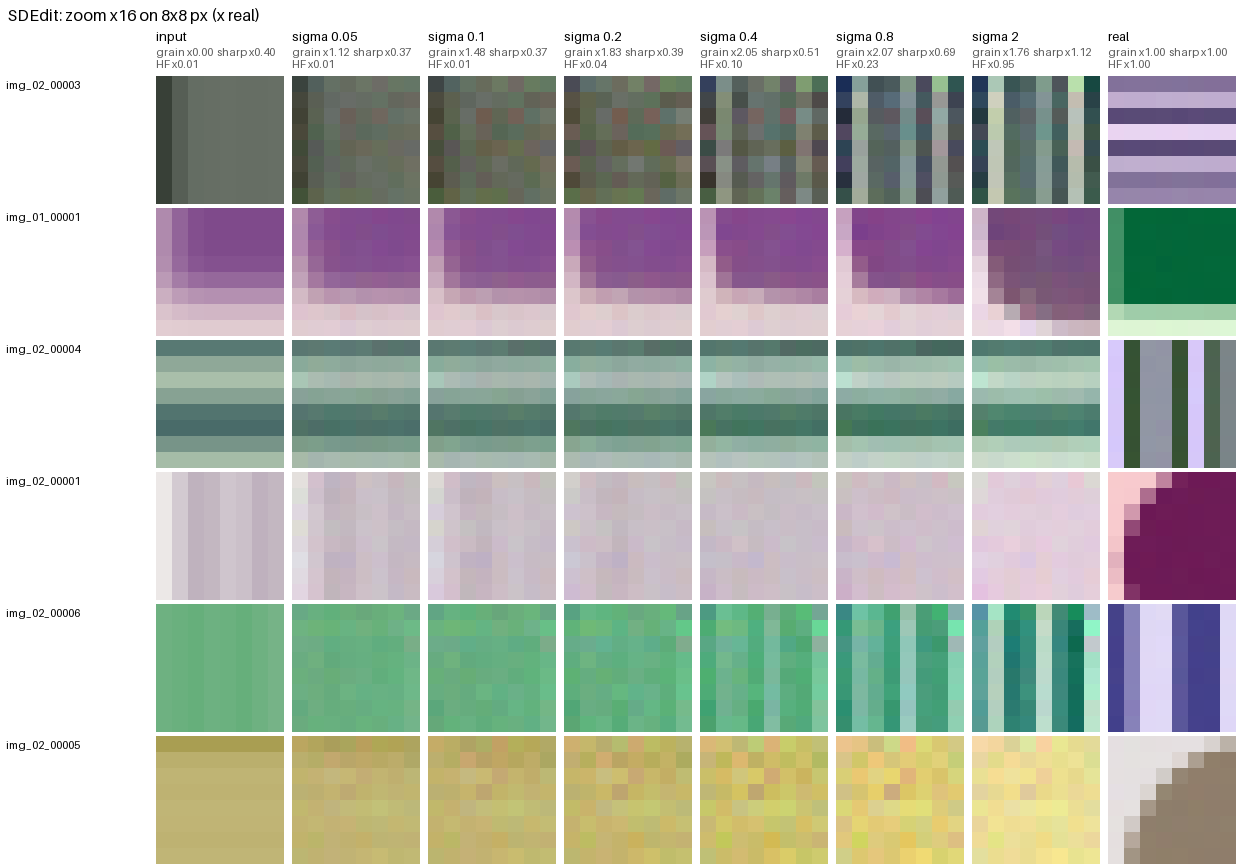 SDEdit: zoom x16 on 8x8 px (x real)
input sigma 0.05 sigma 0.1 sigma 0.2 sigma 0.4 sigma 0.8 sigma 2 real
grain x0.00 sharp x0.40 grain x1.12 sharp x0.37 grain x1.48 sharp x0.37 grain x1.83 sharp x0.39 grain x2.05 sharp x0.51 grain x2.07 sharp x0.69 grain x1.76 sharp x1.12 grain x1.00 sharp x1.00
HF x0.01 HF x0.01 HF x0.01 HF x0.04 HF x0.10 HF x0.23 HF x0.95 HF x1.00
img_02_00003
img_01_00001
img_02_00004
img_02_00001
img_02_00006
img_02_00005